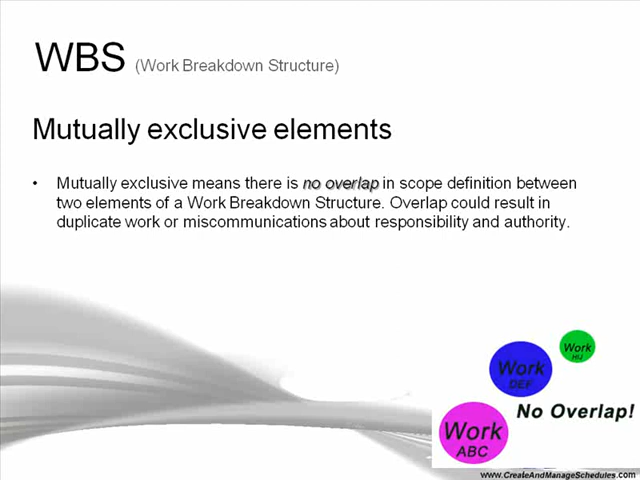 WBS (Work Breakdown Structure)
Mutually exclusive elements
• Mutually exclusive means there is no overlap in scope definition between
two elements of a Work Breakdown Structure. Overlap could result in
duplicate work or miscommunications about responsibility and authority.
Work
HIJ
Work
DEF
No Overlap!
Work
ABC
www.CreateAndManageSchedules.com